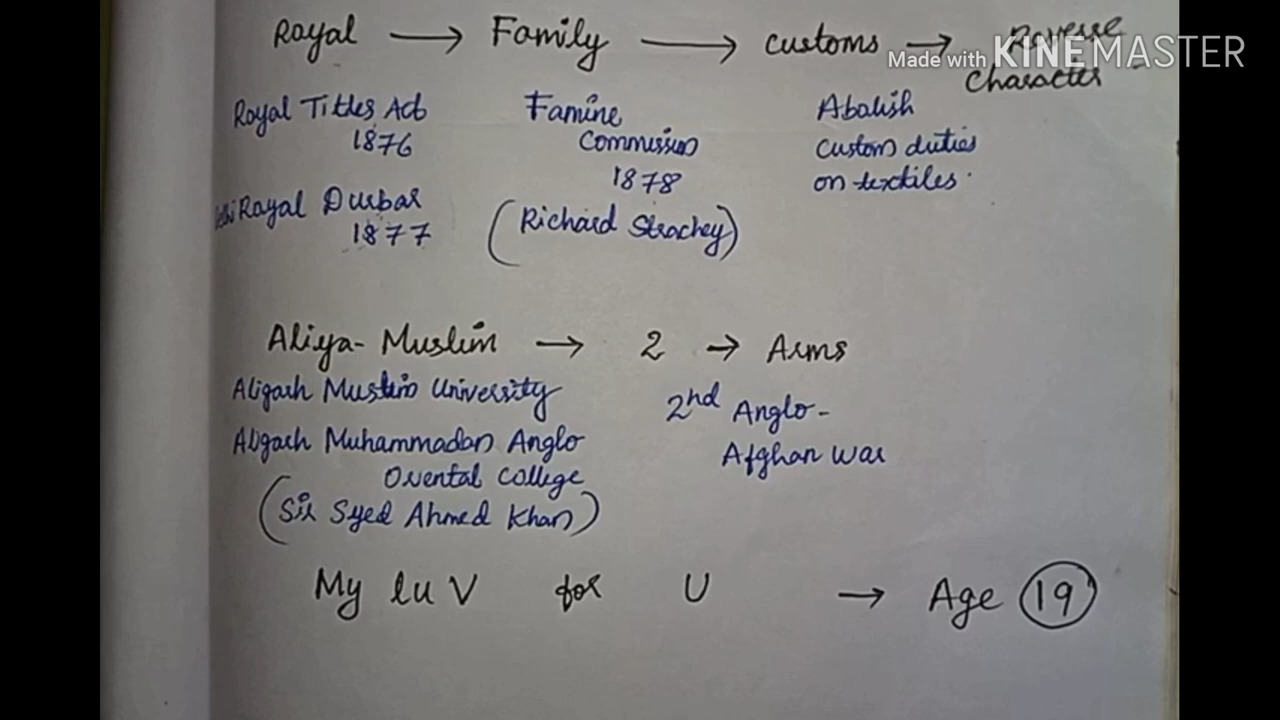 Royal → Family → customs → Reverse
Made with KINEMASTER
character -
Royal Titles Act
1876
Famine
Commission
1878
(Richard Strachey)
Abolish
custom duties
on textiles.
Delhi Royal Durbar
1877
Aliya- Muslim → 2 → Arms
Aligarh Muslim University
Aligarh Muhammadan Anglo
Oriental College
(Sir Syed Ahmed Khan)
2nd Anglo-
Afghan war
My luV for U → Age 19